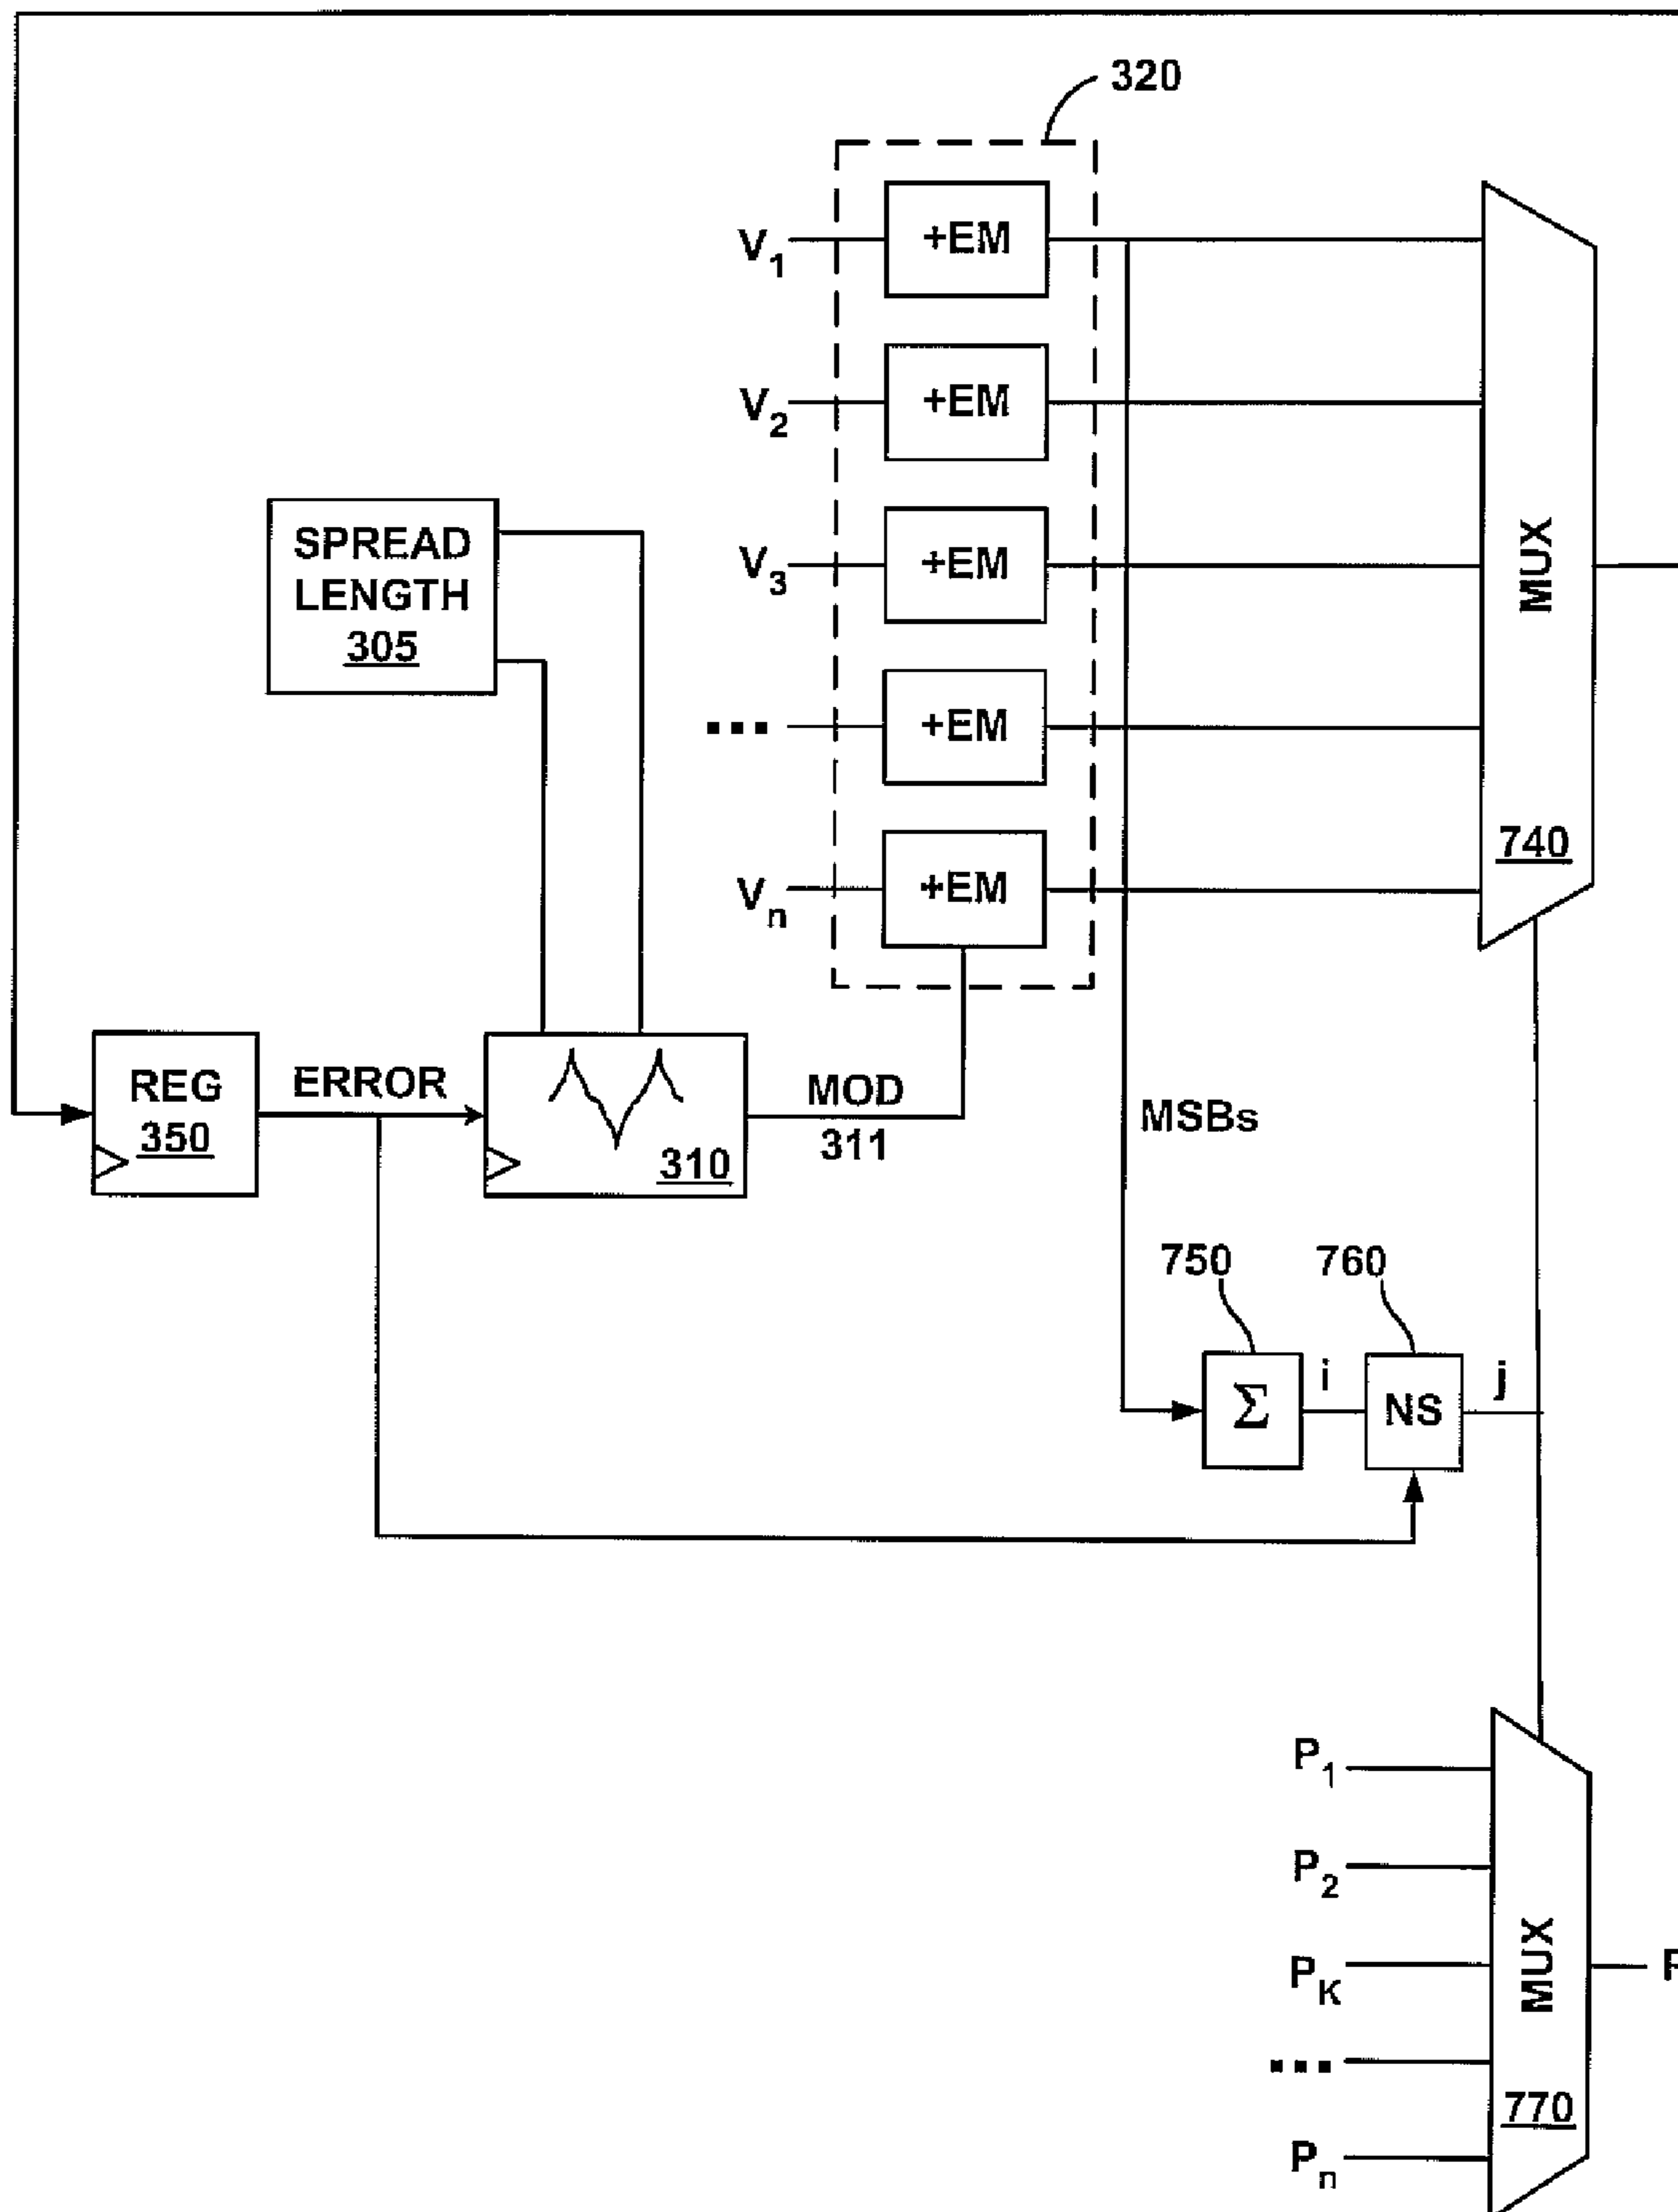 320
V1
+EM
V2
+EM
V3
+EM
...
+EM
Vn
+EM
MUX
740
SPREAD
LENGTH
305
REG
350
ERROR
310
MOD
311
MSBs
750
760
Σ
i
NS
j
P1
P2
PK
...
Pn
MUX
770